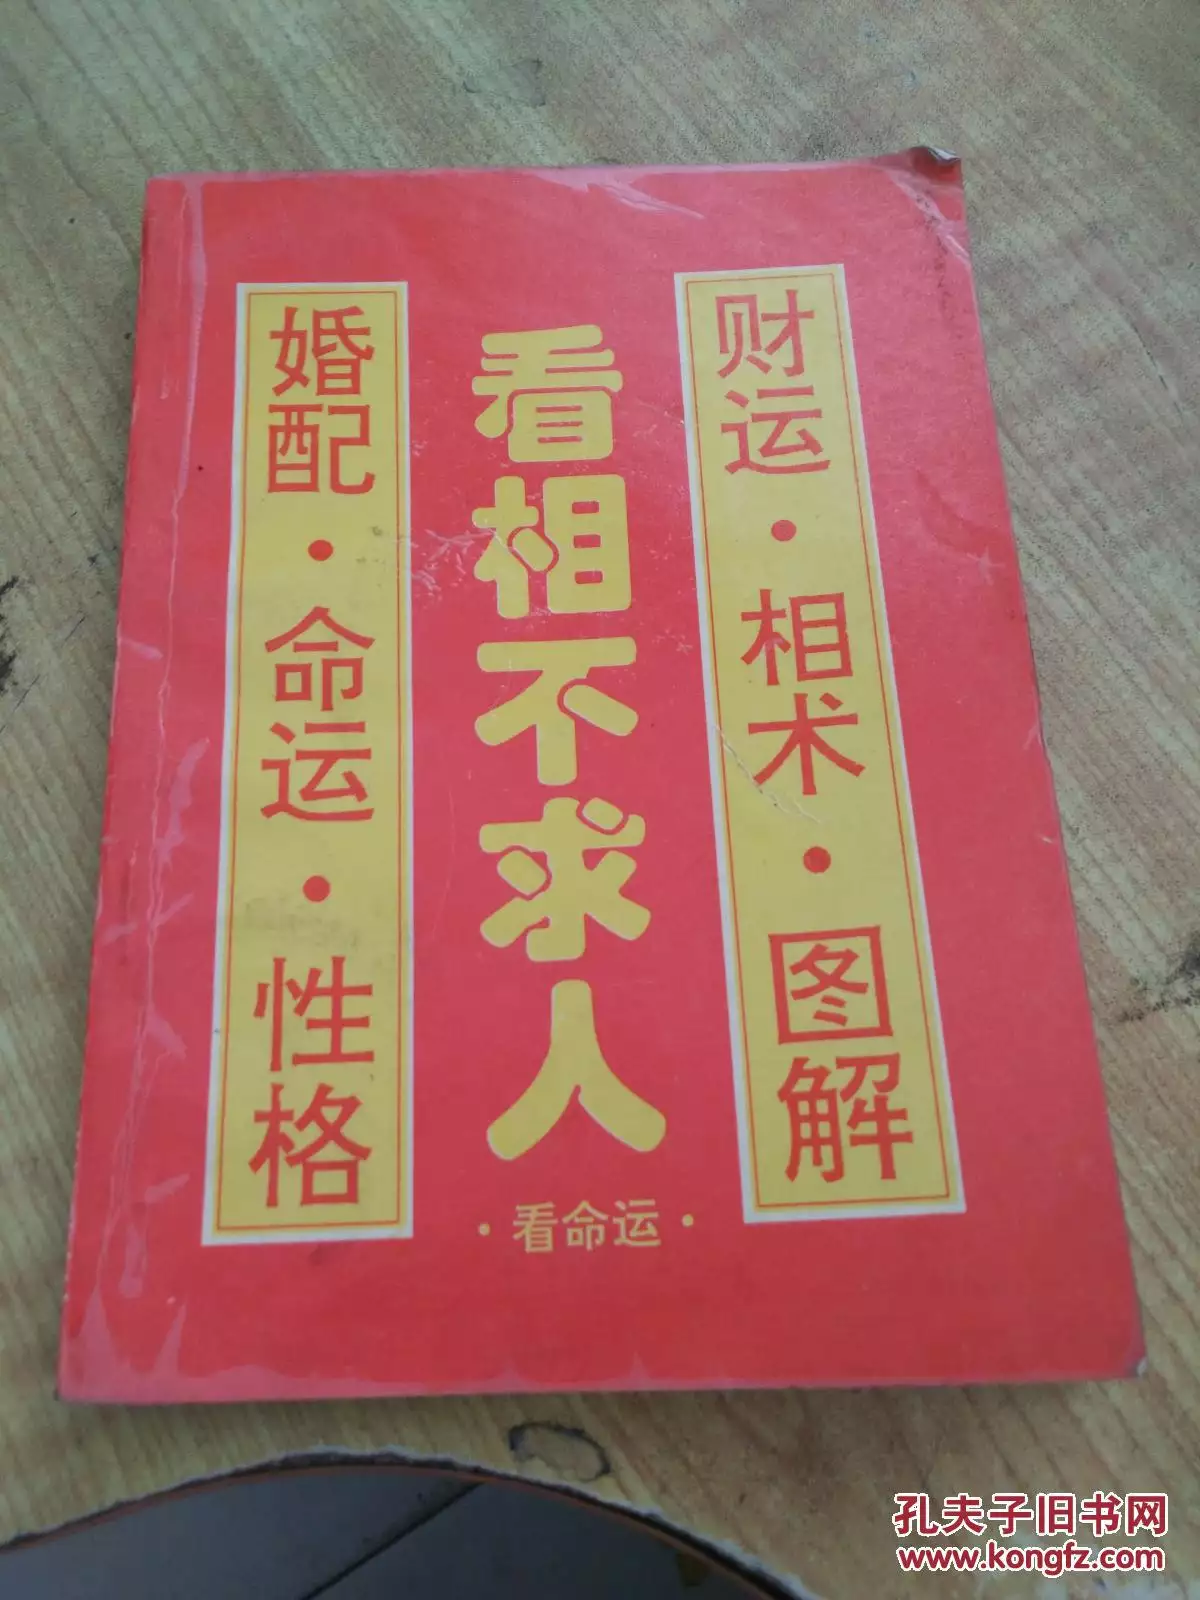 财运·相术·图解
看相不求人
·看命运·
婚配·命运·性格
孔夫子旧书网
www.kongfz.com